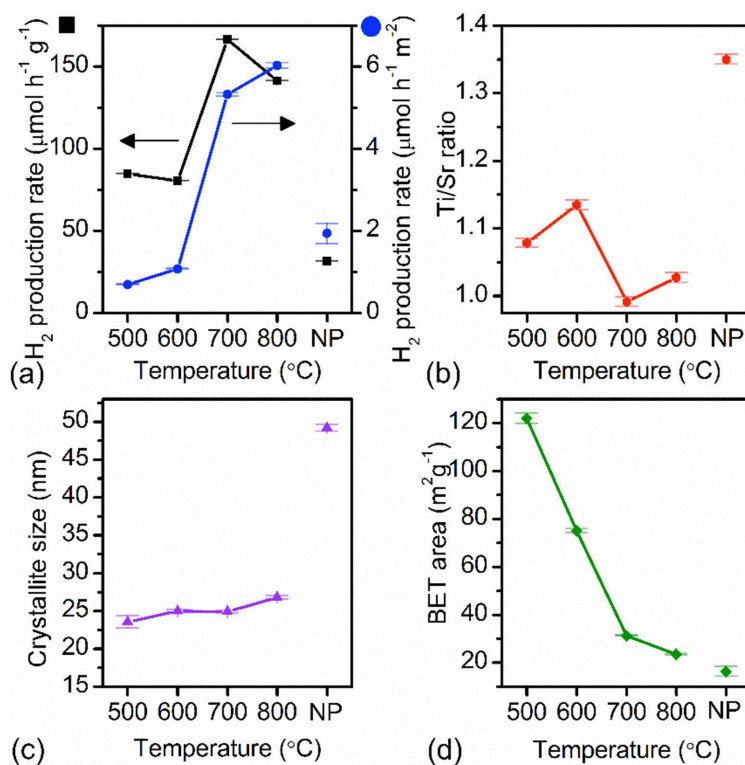 H₂ production rate (μmol h⁻¹ g⁻¹)
150
100
50
0
500 600 700 800 NP
Temperature (°C)
6
4
2
0
H₂ production rate (μmol h⁻¹ m⁻²)
(a)
Ti/Sr ratio
1.4
1.3
1.2
1.1
1.0
500 600 700 800 NP
Temperature (°C)
(b)
Crystallite size (nm)
50
45
40
35
30
25
20
15
500 600 700 800 NP
Temperature (°C)
(c)
BET area (m²g⁻¹)
120
100
80
60
40
20
500 600 700 800 NP
Temperature (°C)
(d)